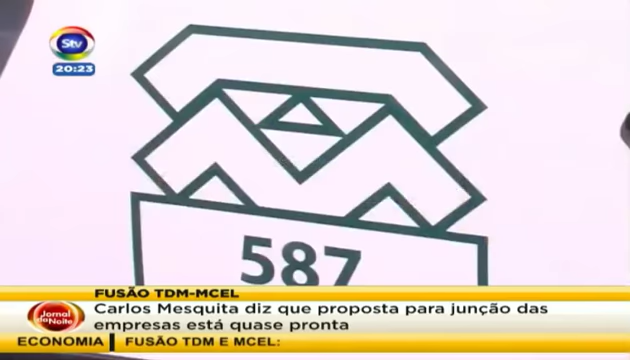 Stv
20:23
587
FUSÃO TDM-MCEL
Carlos Mesquita diz que proposta para junção das
empresas está quase pronta
Jornal
da Noite
ECONOMIA
FUSÃO TDM E MCEL: